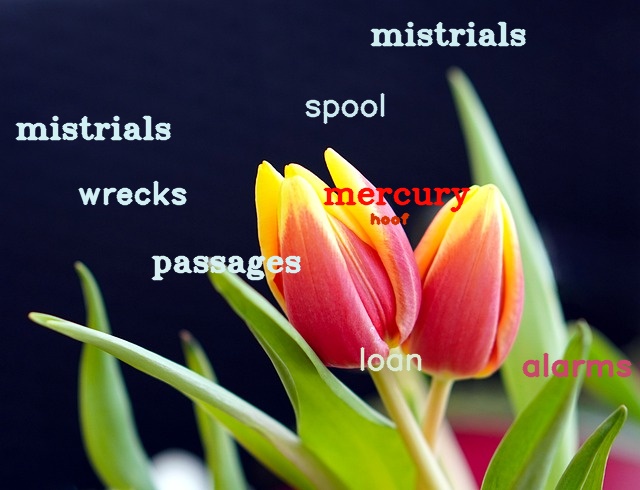 mistrials
spool
mistrials
wrecks
mercury
hoof
passages
loan
alarms